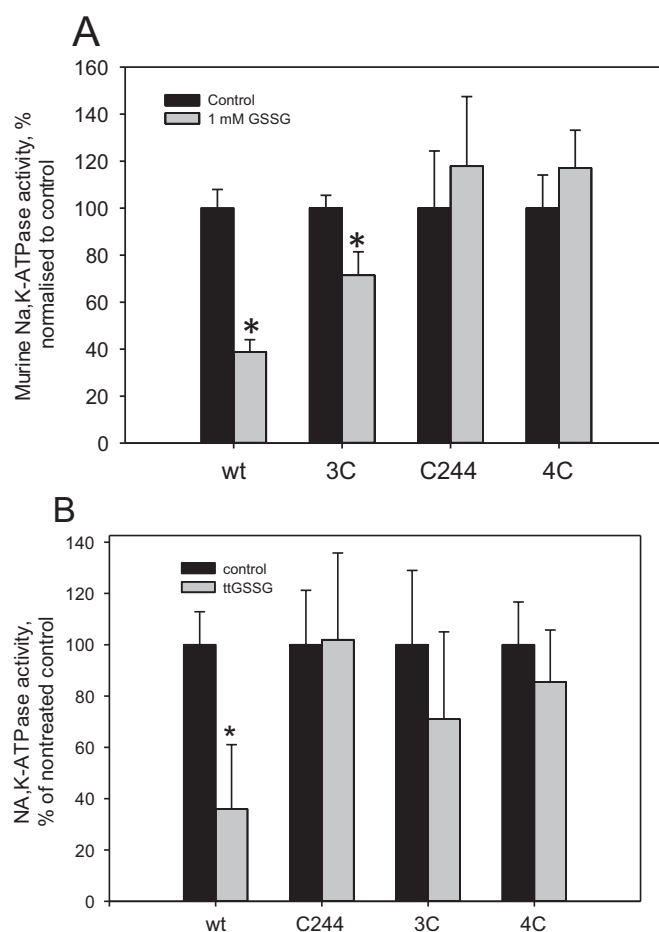 A
Murine Na,K-ATPase activity, %
normalised to control
160
140
120
100
80
60
40
20
0
Control
1 mM GSSG
*
*
wt 3C C244 4C
B
NA,K-ATPase activity,
% of nontreated control
140
120
100
80
60
40
20
0
control
ttGSSG
*
wt C244 3C 4C